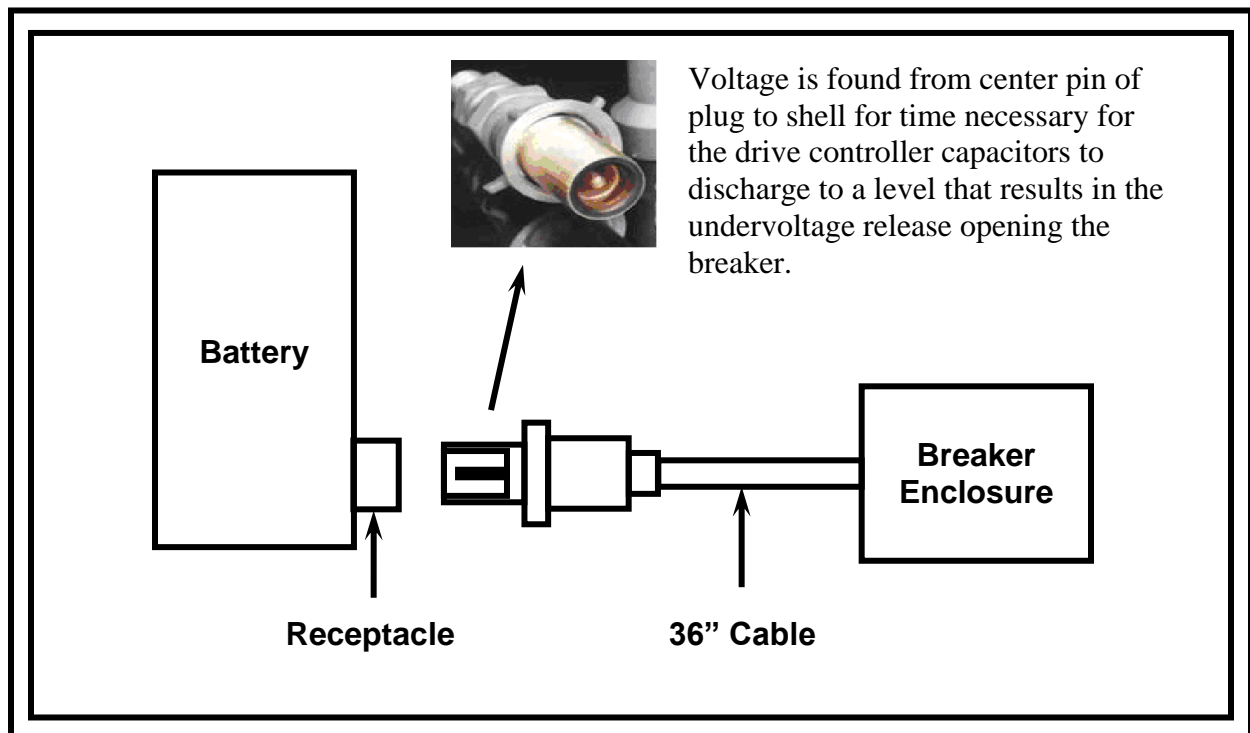 Voltage is found from center pin of
plug to shell for time necessary for
the drive controller capacitors to
discharge to a level that results in the
undervoltage release opening the
breaker.
Battery
Breaker
Enclosure
Receptacle
36” Cable